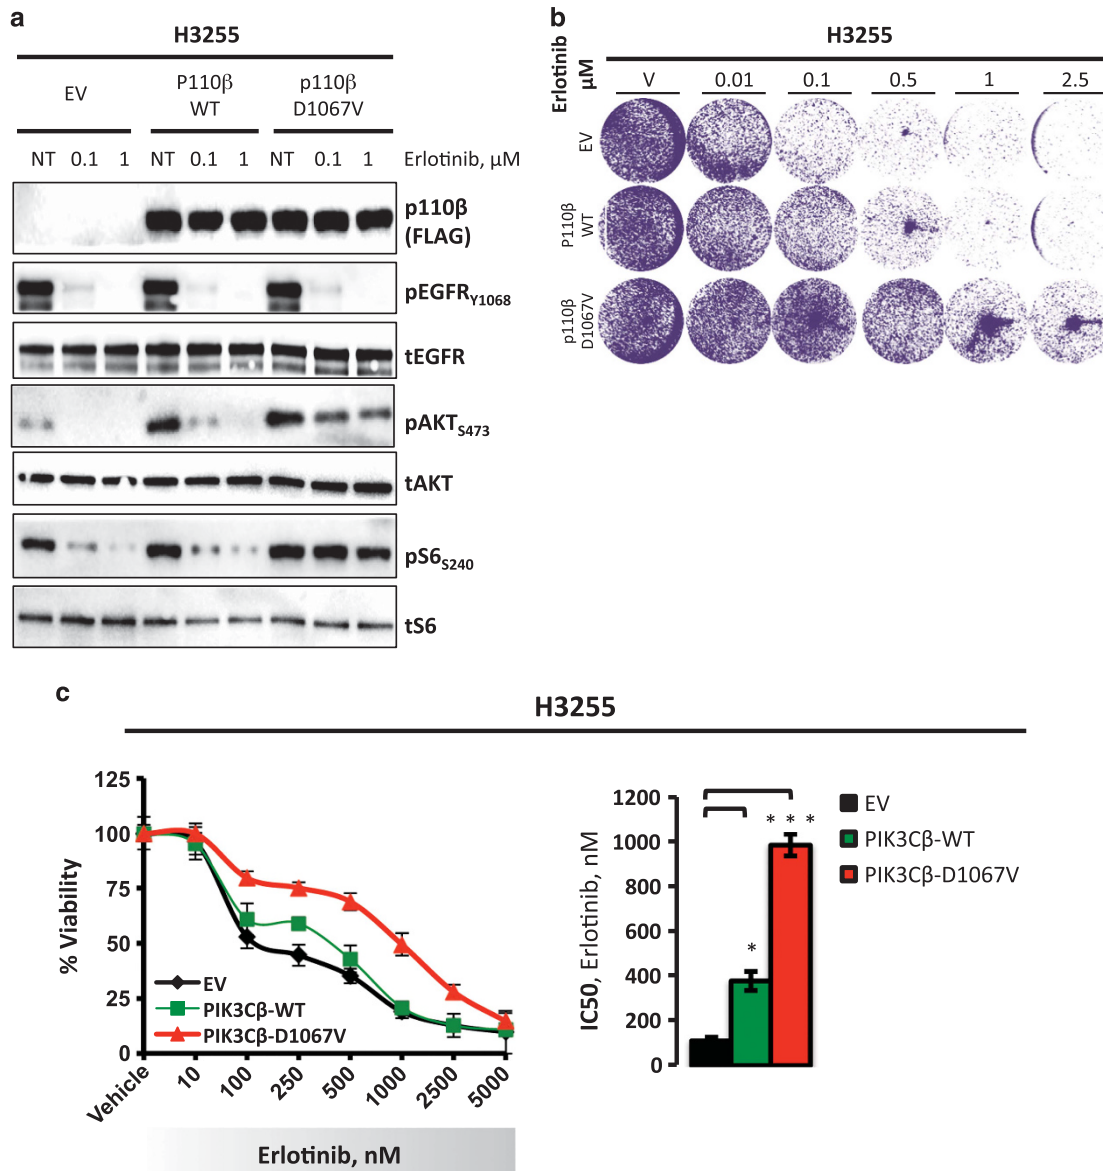 a
H3255
EV
P110β
WT
p110β
D1067V
NT 0.1 1 NT 0.1 1 NT 0.1 1 Erlotinib, μM
p110β
(FLAG)
pEGFRY1068
tEGFR
pAKTS473
tAKT
pS6S240
tS6
b
H3255
Erlotinib
μM
V 0.01 0.1 0.5 1 2.5
EV
P110β
WT
p110β
D1067V
c
H3255
% Viability
125
100
75
50
25
0
EV
PIK3Cβ-WT
PIK3Cβ-D1067V
Vehicle 10 100 250 500 1000 2500 5000
Erlotinib, nM
IC50, Erlotinib, nM
1200
1000
800
600
400
200
0
*
* * *
EV
PIK3Cβ-WT
PIK3Cβ-D1067V